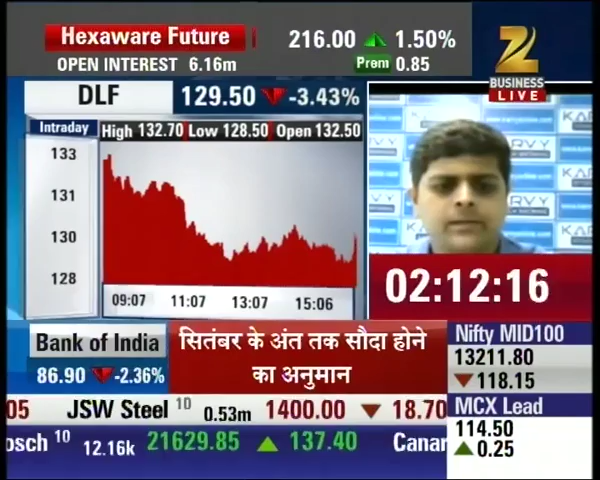 Hexaware Future 216.00 1.50%
OPEN INTEREST 6.16m Prem 0.85
Z
BUSINESS
LIVE
DLF 129.50 -3.43%
Intraday High 132.70 Low 128.50 Open 132.50
133
131
130
128
09:07 11:07 13:07 15:06
KARVY
02:12:16
Bank of India
86.90 -2.36%
सितंबर के अंत तक सौदा होने
का अनुमान
Nifty MID100
13211.80
118.15
MCX Lead
114.50
0.25
05 JSW Steel 10 0.53m 1400.00 18.70
osch 10 12.16k 21629.85 137.40 Canar